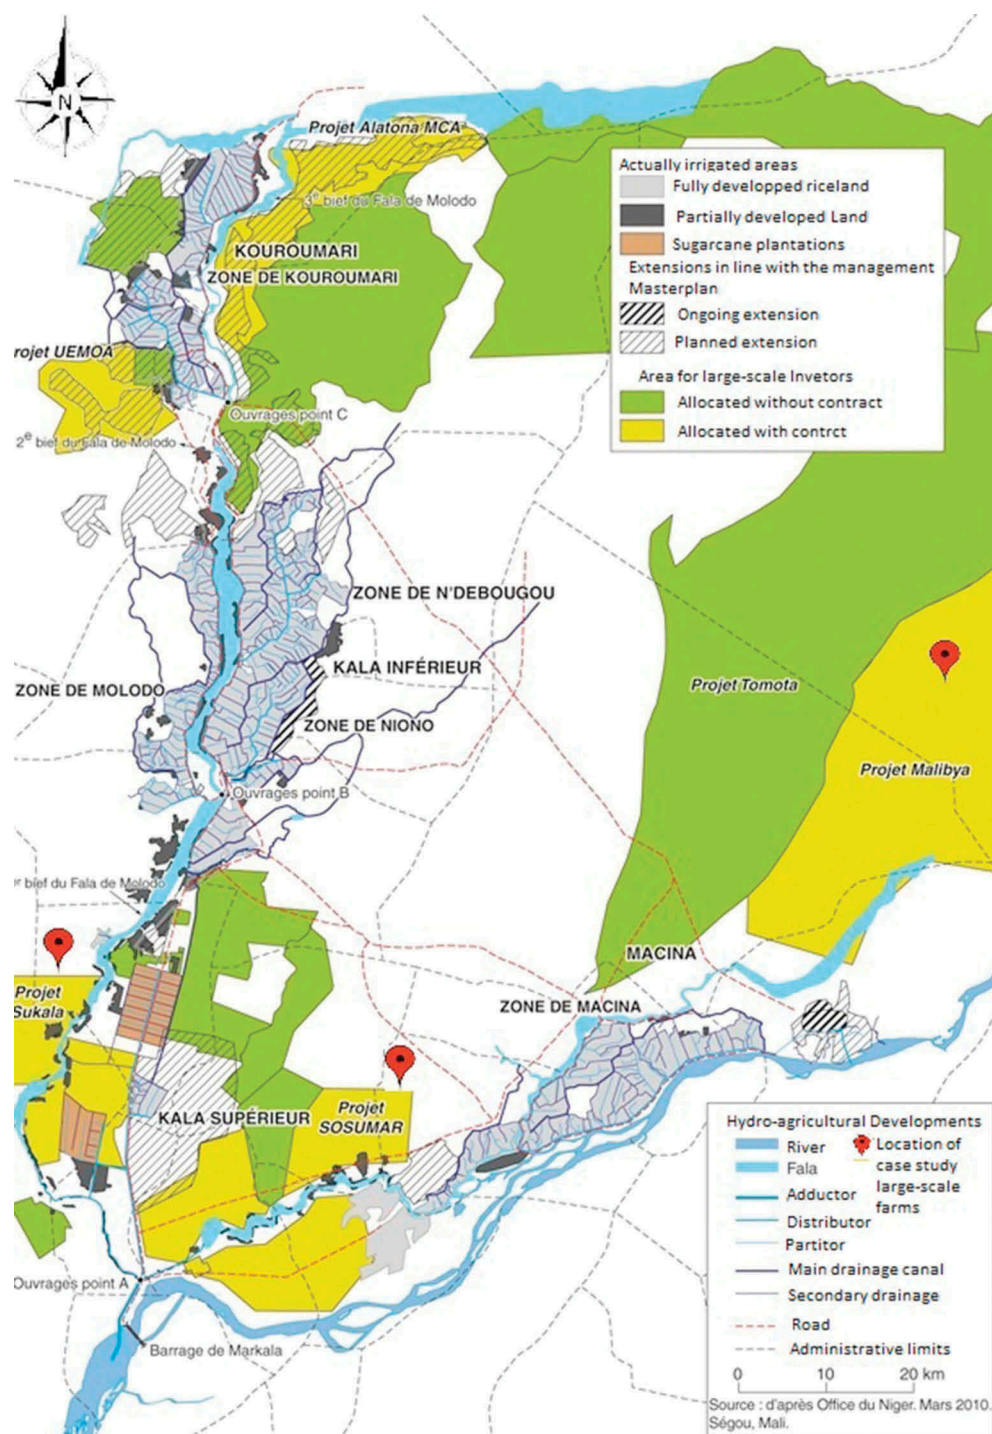 N
Projet Alatona MCA
3e bief du Fala de Molodo
KOUROUMARI
ZONE DE KOUROUMARI
rojet UEMOA
Ouvrages point C
2e bief du Fala de Molodo
ZONE DE N'DEBOUGOU
KALA INFÉRIEUR
ZONE DE MOLODO
ZONE DE NIONO
Ouvrages point B
Projet Tomota
Projet Malibya
er bief du Fala de Molodo
MACINA
ZONE DE MACINA
Projet
Sukala
KALA SUPÉRIEUR
Projet
SOSUMAR
Ouvrages point A
Barrage de Markala
Actually irrigated areas
Fully developped riceland
Partially developed Land
Sugarcane plantations
Extensions in line with the management
Masterplan
Ongoing extension
Planned extension
Area for large-scale Invetors
Allocated without contract
Allocated with contrct
Hydro-agricultural Developments
River
Fala
Adductor
Distributor
Partitor
Main drainage canal
Secondary drainage
Road
Administrative limits
Location of
case study
large-scale
farms
0 10 20 km
Source : d'après Office du Niger. Mars 2010.
Ségou, Mali.